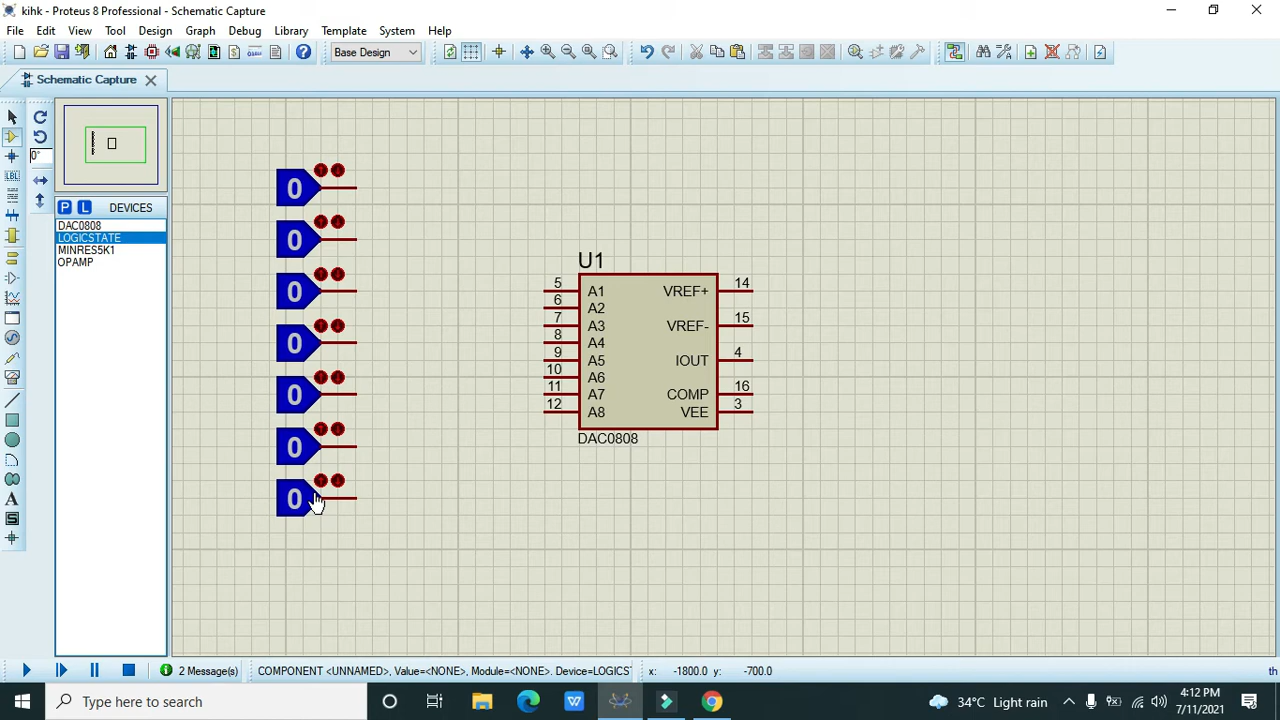 kihk - Proteus 8 Professional - Schematic Capture
File Edit View Tool Design Graph Debug Library Template System Help
Base Design
Schematic Capture
0°
P L DEVICES
DAC0808
LOGICSTATE
MINRES5K1
OPAMP
LBL
A
0
0
0
0
0
0
0
U1
5 A1 VREF+ 14
6 A2
7 A3 VREF- 15
8 A4
9 A5 IOUT 4
10 A6
11 A7 COMP 16
12 A8 VEE 3
DAC0808
2 Message(s) COMPONENT <UNNAMED>, Value=<NONE>, Module=<NONE>. Device=LOGICS x: -1800.0 y: -700.0 th
Type here to search
W
34°C Light rain
4:12 PM
7/11/2021